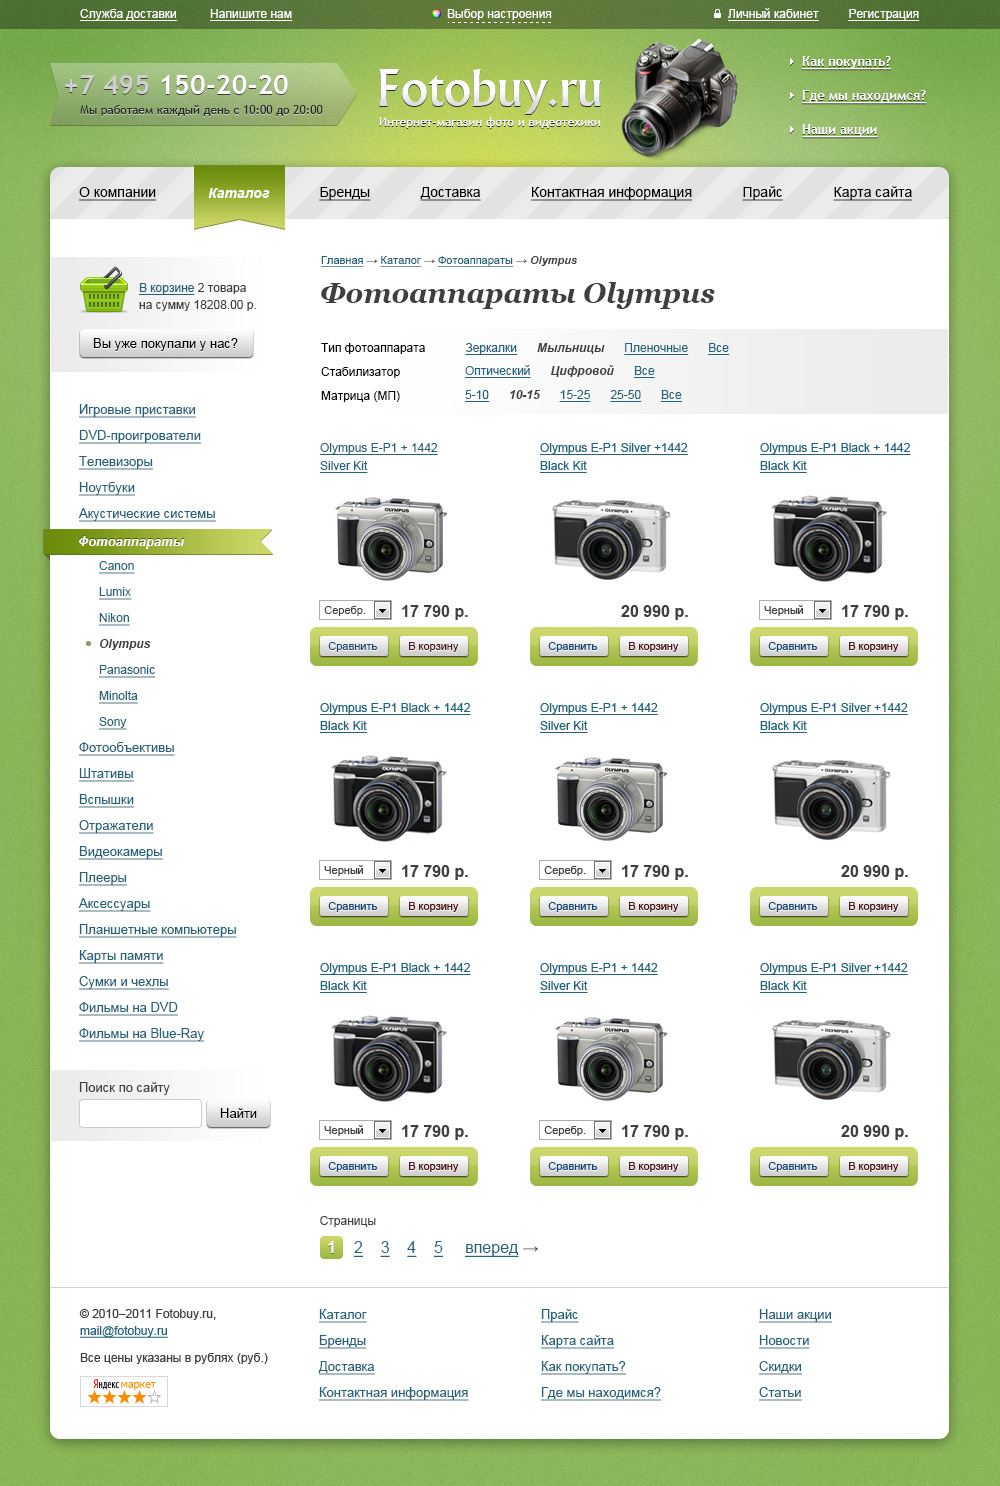 Служба доставки
Напишите нам
Выбор настроения
Личный кабинет
Регистрация
+7 495 150-20-20
Мы работаем каждый день с 10:00 до 20:00
Fotobuy.ru
Интернет-магазин фото и видеотехники
Как покупать?
Где мы находимся?
Наши акции
О компании
Каталог
Бренды
Доставка
Контактная информация
Прайс
Карта сайта
В корзине 2 товара
на сумму 18208.00 р.
Вы уже покупали у нас?
Игровые приставки
DVD-проигрователи
Телевизоры
Ноутбуки
Акустические системы
Фотоаппараты
Canon
Lumix
Nikon
Olympus
Panasonic
Minolta
Sony
Фотообъективы
Штативы
Вспышки
Отражатели
Видеокамеры
Плееры
Аксессуары
Планшетные компьютеры
Карты памяти
Сумки и чехлы
Фильмы на DVD
Фильмы на Blue-Ray
Поиск по сайту
Найти
Главная → Каталог → Фотоаппараты → Olympus
Фотоаппараты Olympus
Тип фотоаппарата Зеркалки Мыльницы Пленочные Все
Стабилизатор Оптический Цифровой Все
Матрица (МП) 5-10 10-15 15-25 25-50 Все
Olympus E-P1 + 1442
Silver Kit
OLYMPUS
Серебр. 17 790 р.
Сравнить В корзину
Olympus E-P1 Silver +1442
Black Kit
OLYMPUS
20 990 р.
Сравнить В корзину
Olympus E-P1 Black + 1442
Black Kit
OLYMPUS
Черный 17 790 р.
Сравнить В корзину
Olympus E-P1 Black + 1442
Black Kit
OLYMPUS
Черный 17 790 р.
Сравнить В корзину
Olympus E-P1 + 1442
Silver Kit
OLYMPUS
Серебр. 17 790 р.
Сравнить В корзину
Olympus E-P1 Silver +1442
Black Kit
OLYMPUS
20 990 р.
Сравнить В корзину
Olympus E-P1 Black + 1442
Black Kit
OLYMPUS
Черный 17 790 р.
Сравнить В корзину
Olympus E-P1 + 1442
Silver Kit
OLYMPUS
Серебр. 17 790 р.
Сравнить В корзину
Olympus E-P1 Silver +1442
Black Kit
OLYMPUS
20 990 р.
Сравнить В корзину
Страницы
1 2 3 4 5 вперед →
© 2010–2011 Fotobuy.ru,
mail@fotobuy.ru
Все цены указаны в рублях (руб.)
Яндекс маркет
Каталог
Бренды
Доставка
Контактная информация
Прайс
Карта сайта
Как покупать?
Где мы находимся?
Наши акции
Новости
Скидки
Статьи